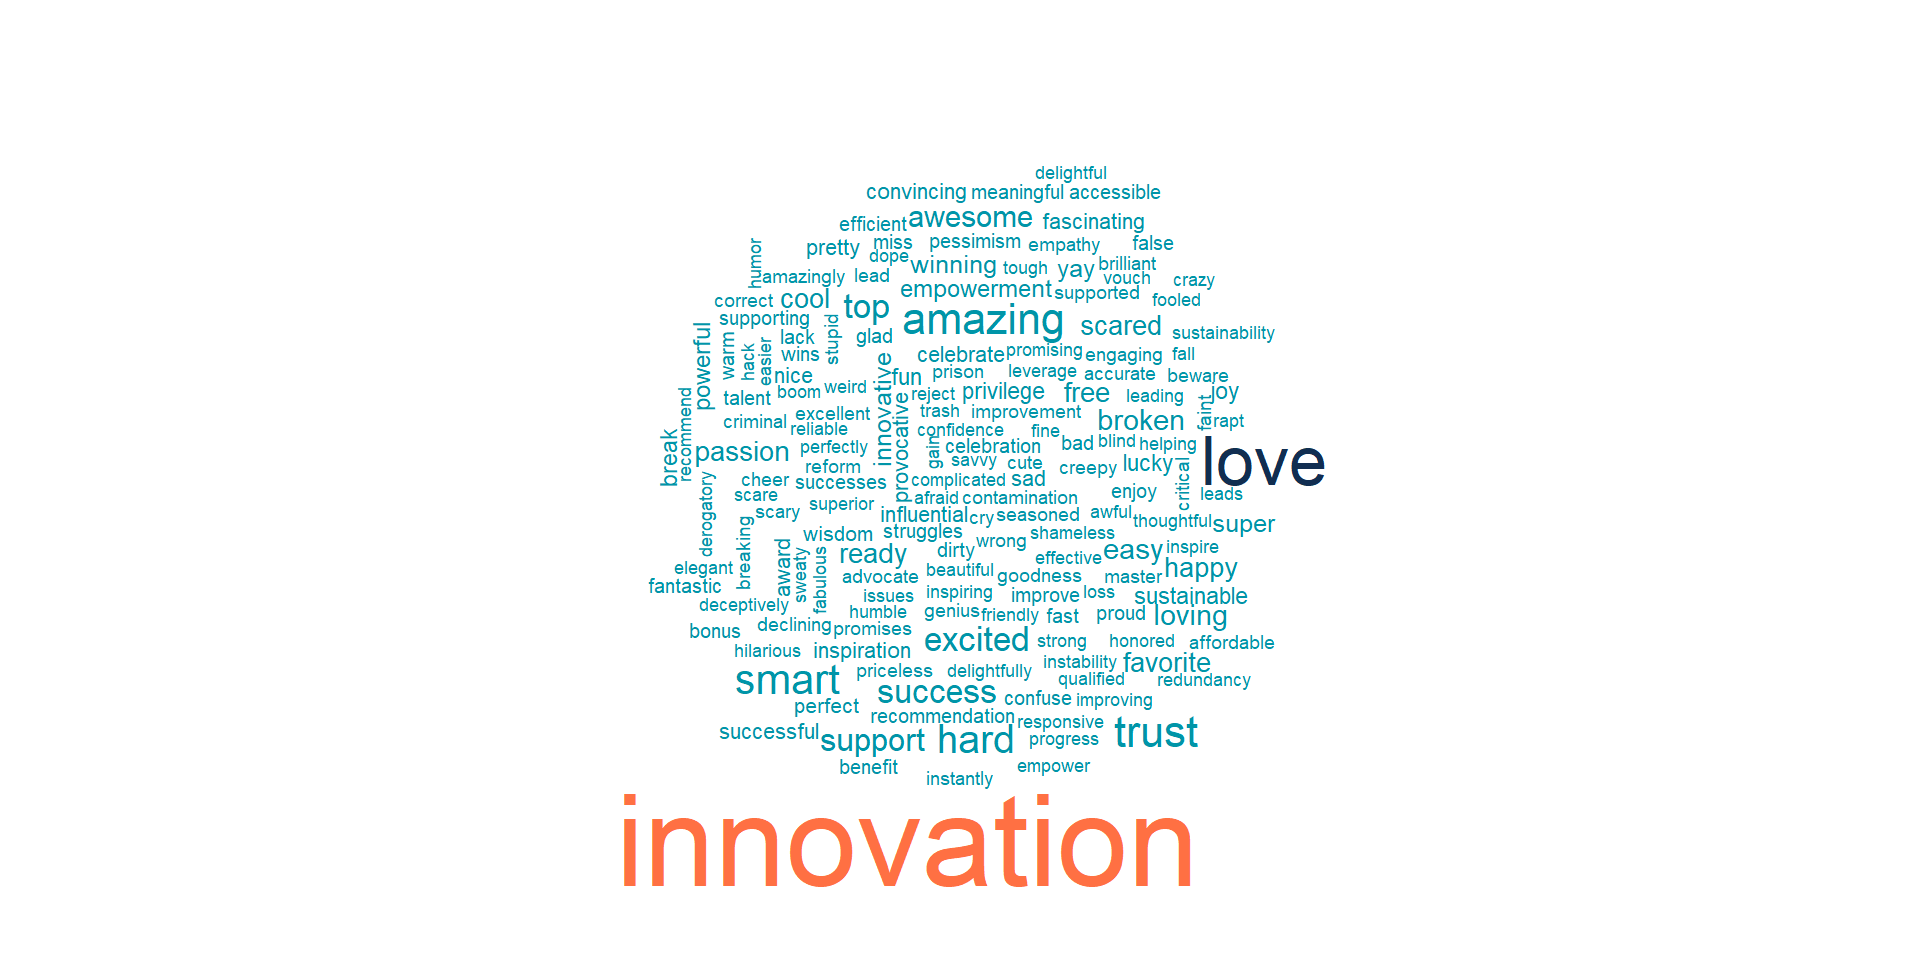 delightful
convincing meaningful accessible
efficient awesome fascinating
pretty miss pessimism empathy false
humor dope winning tough yay brilliant
amazingly lead vouch crazy
correct cool top empowerment supported fooled
supporting stupid glad amazing scared sustainability
powerful warm hack easier lack wins innovative celebrate promising engaging fall
nice fun prison leverage accurate beware
recommend talent boom weird provocative reject privilege free leading joy
criminal excellent trash improvement broken faint rapt
reliable confidence fine
break passion perfectly gain celebration bad blind helping love
reform savvy cute creepy lucky critical
derogatory cheer successes complicated sad
scare superior afraid contamination enjoy leads
scary influential cry seasoned awful thoughtful super
breaking award wisdom struggles wrong shameless
sweaty fabulous ready dirty effective easy inspire
elegant advocate beautiful goodness master happy
fantastic issues inspiring improve loss sustainable
deceptively humble genius friendly fast proud loving
bonus declining promises
hilarious inspiration excited strong honored affordable
smart priceless delightfully instability favorite
qualified redundancy
perfect success confuse improving
recommendation responsive
successful support hard progress trust
benefit instantly empower
innovation